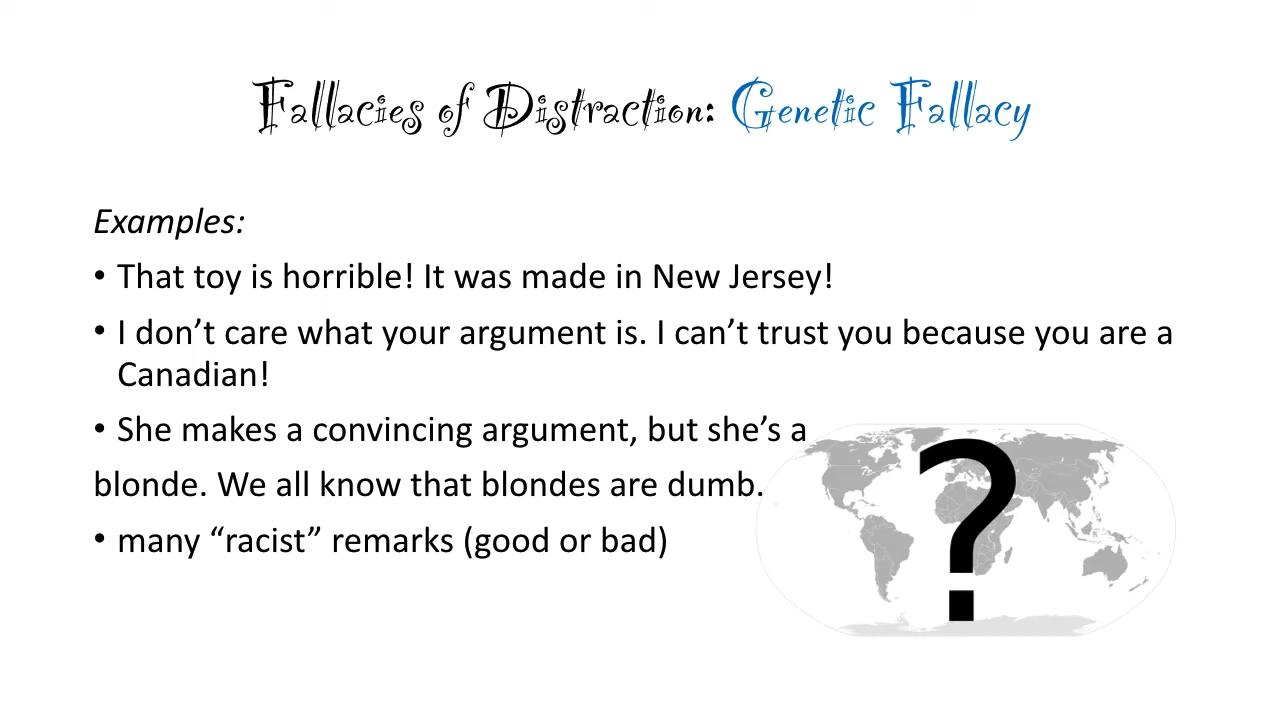 Fallacies of Distraction: Genetic Fallacy
Examples:
• That toy is horrible! It was made in New Jersey!
• I don’t care what your argument is. I can’t trust you because you are a
Canadian!
• She makes a convincing argument, but she’s a
blonde. We all know that blondes are dumb.
• many “racist” remarks (good or bad)
?